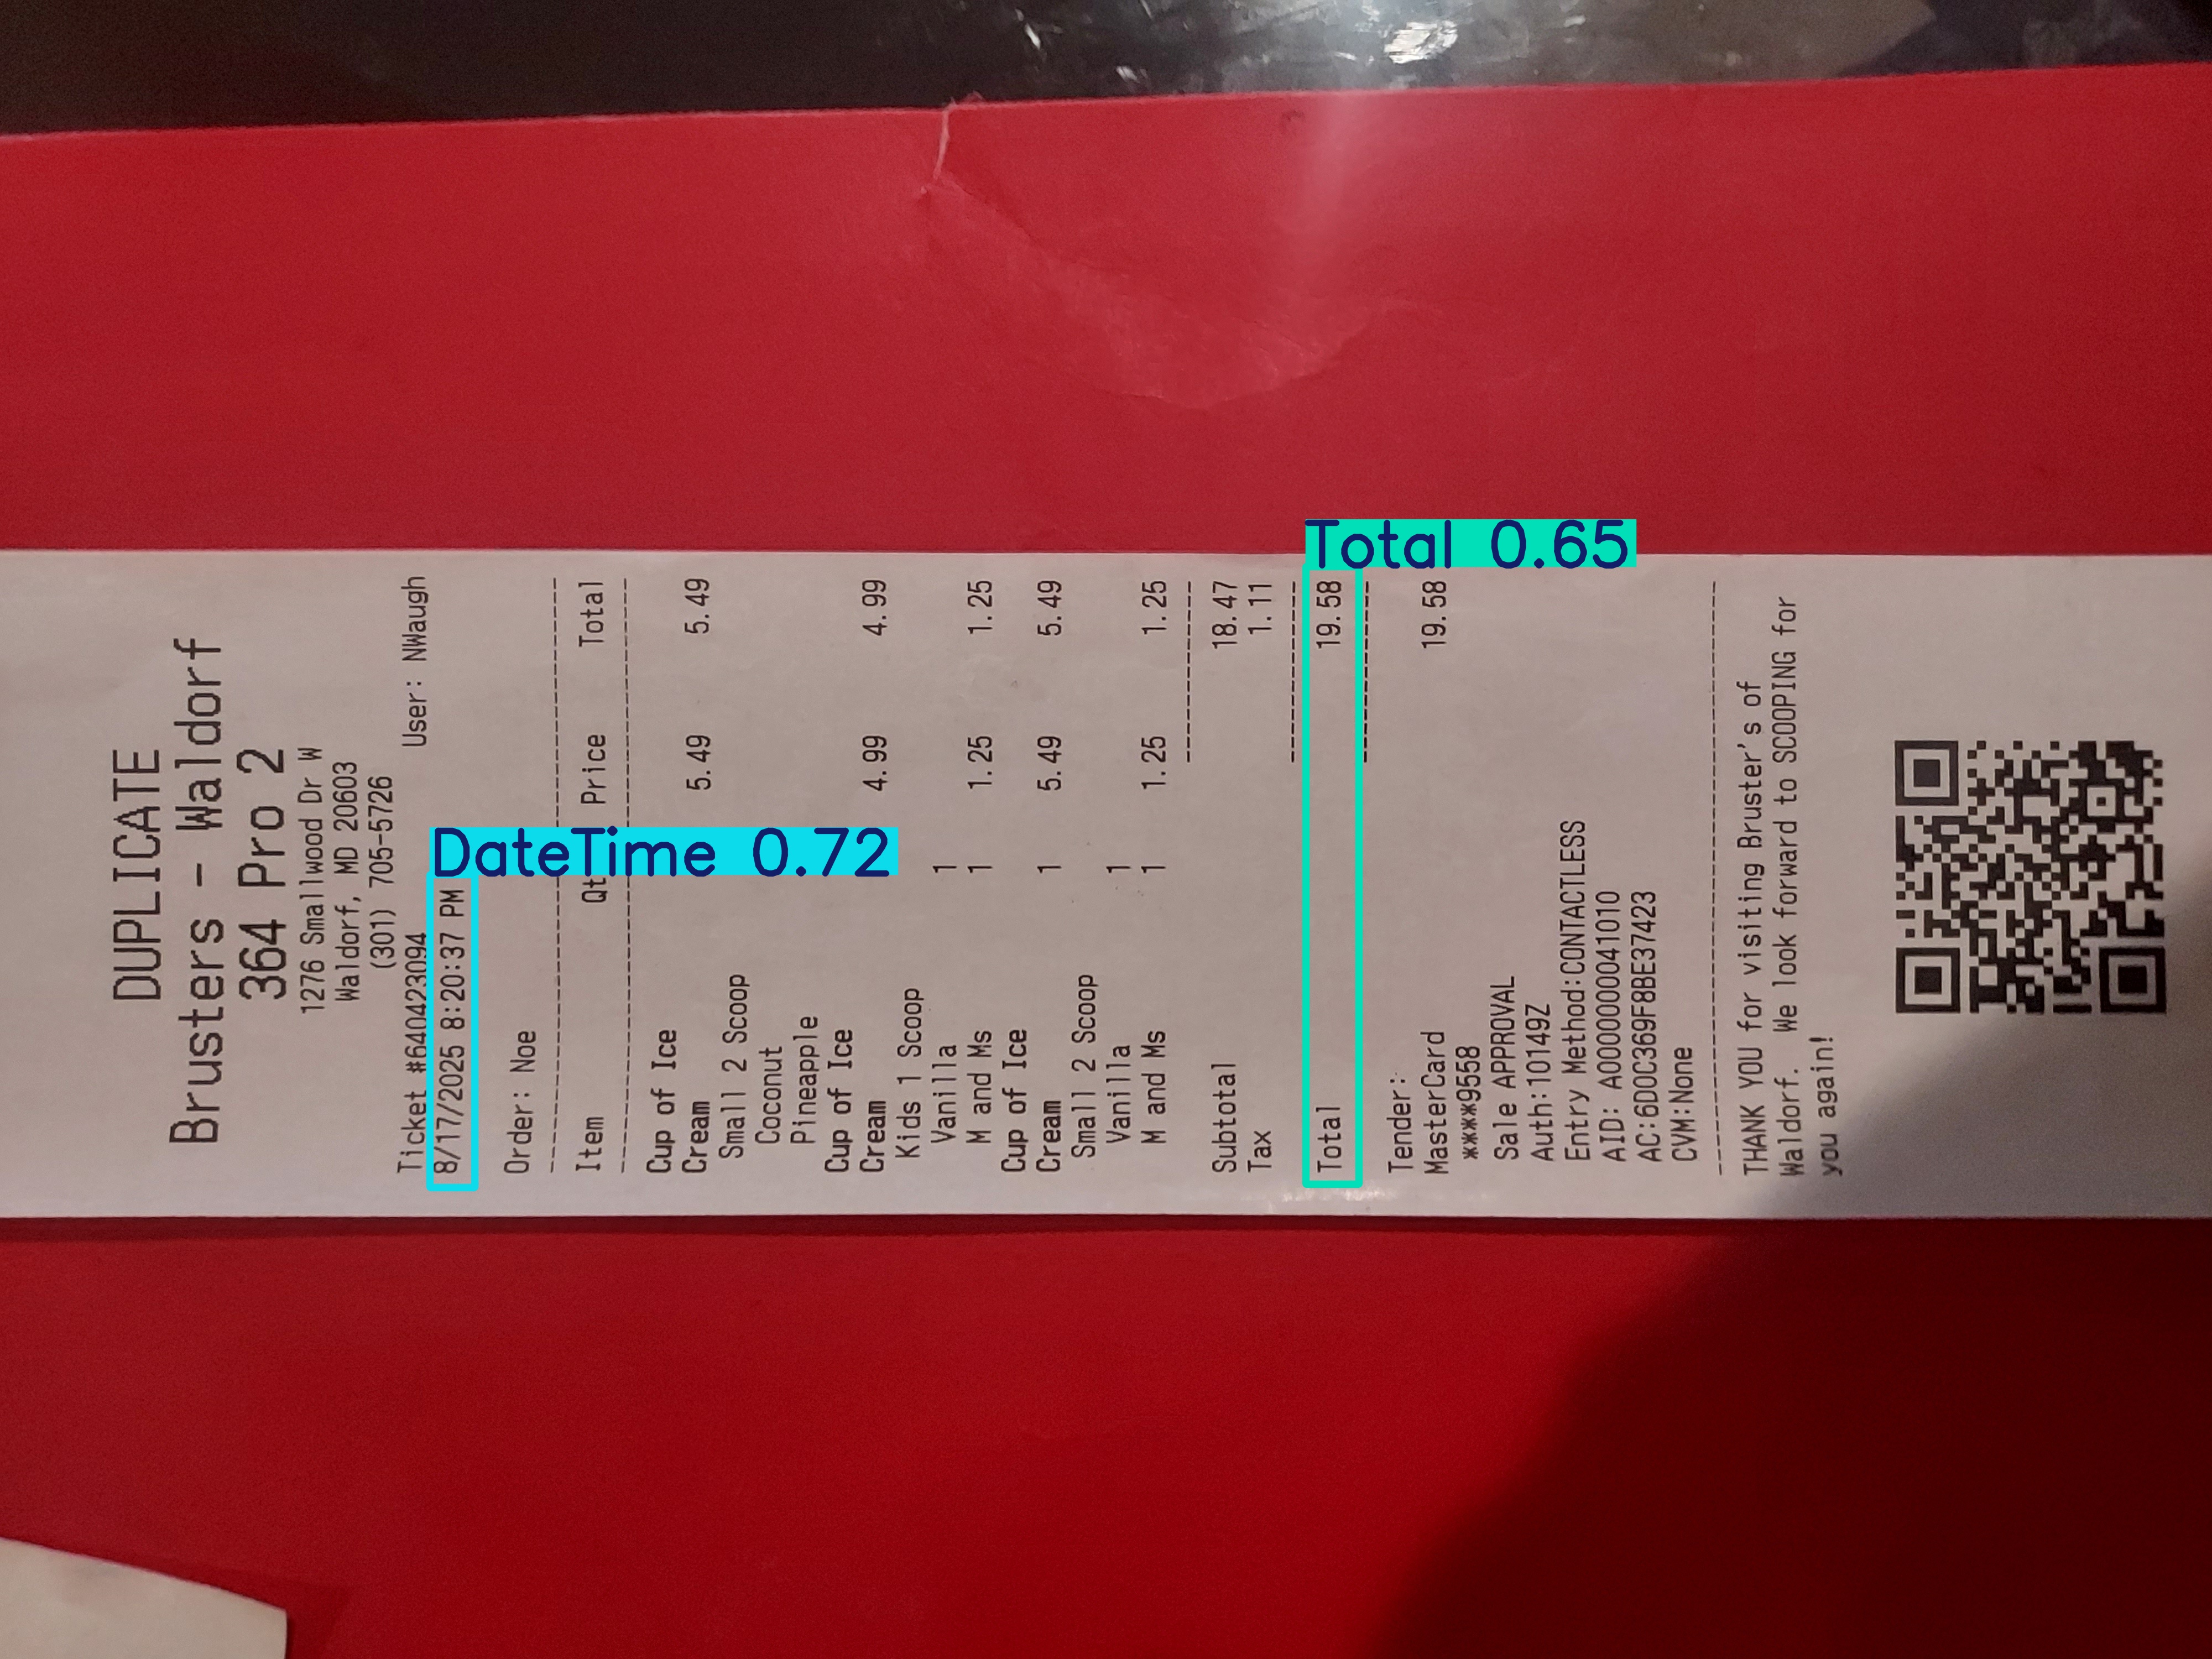 DUPLICATE
Brusters - Waldorf
364 Pro 2
1276 Smallwood Dr W
Waldorf, MD 20603
(301) 705-5726
Ticket #640423094 User: NWaugh
8/17/2025 8:20:37 PM
DateTime 0.72
Order: Noe
Item Price Total
Cup of Ice
Cream 5.49 5.49
Small 2 Scoop
Coconut
Pineapple
Cup of Ice
Cream 4.99 4.99
Kids 1 Scoop
Vanilla 1
M and Ms 1 1.25 1.25
Cup of Ice
Cream 1 5.49 5.49
Small 2 Scoop
Vanilla 1
M and Ms 1 1.25 1.25
Subtotal 18.47
Tax 1.11
Total 0.65
Total 19.58
Tender:
MasterCard 19.58
****9558
Sale APPROVAL
Auth:10149Z
Entry Method:CONTACTLESS
AID: A0000000041010
AC:6D0C369F8BE37423
CVM:None
THANK YOU for visiting Bruster's of
Waldorf. We look forward to SCOOPING for
you again!